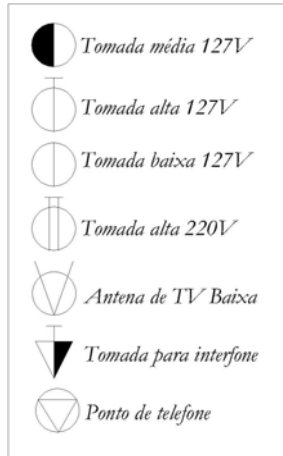 Tomada média 127V
Tomada alta 127V
Tomada baixa 127V
Tomada alta 220V
Antena de TV Baixa
Tomada para interfone
Ponto de telefone